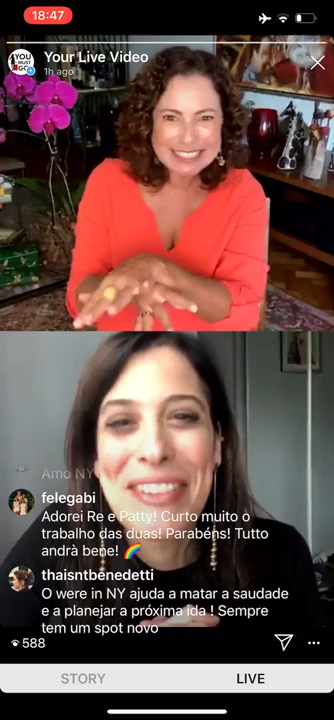 18:47
YOU
MUST
GO!
Your Live Video
1h ago
Amo NY
felegabi
Adorei Re e Patty! Curto muito o
trabalho das duas! Parabéns! Tutto
andrà bene! 🌈
thaisntbenedetti
O were in NY ajuda a matar a saudade
e a planejar a próxima ida ! Sempre
tem um spot novo
588
STORY
LIVE